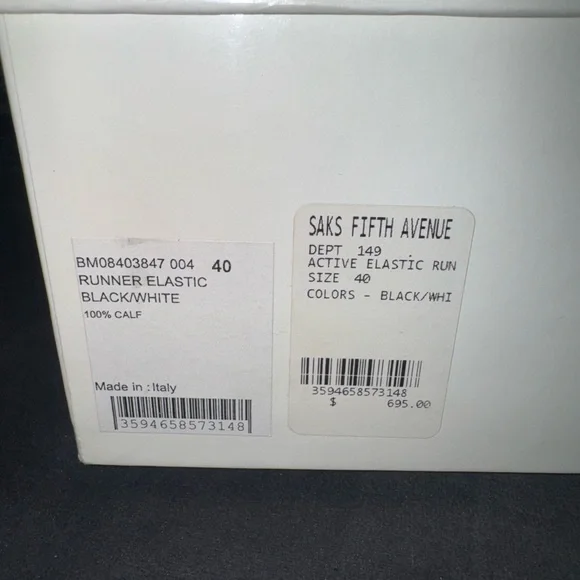 BM08403847 004 40
RUNNER ELASTIC
BLACK/WHITE
100% CALF
Made in : Italy
3594658573148
SAKS FIFTH AVENUE
DEPT 149
ACTIVE ELASTIC RUN
SIZE 40
COLORS - BLACK/WHI
3594658573148
$ 695.00